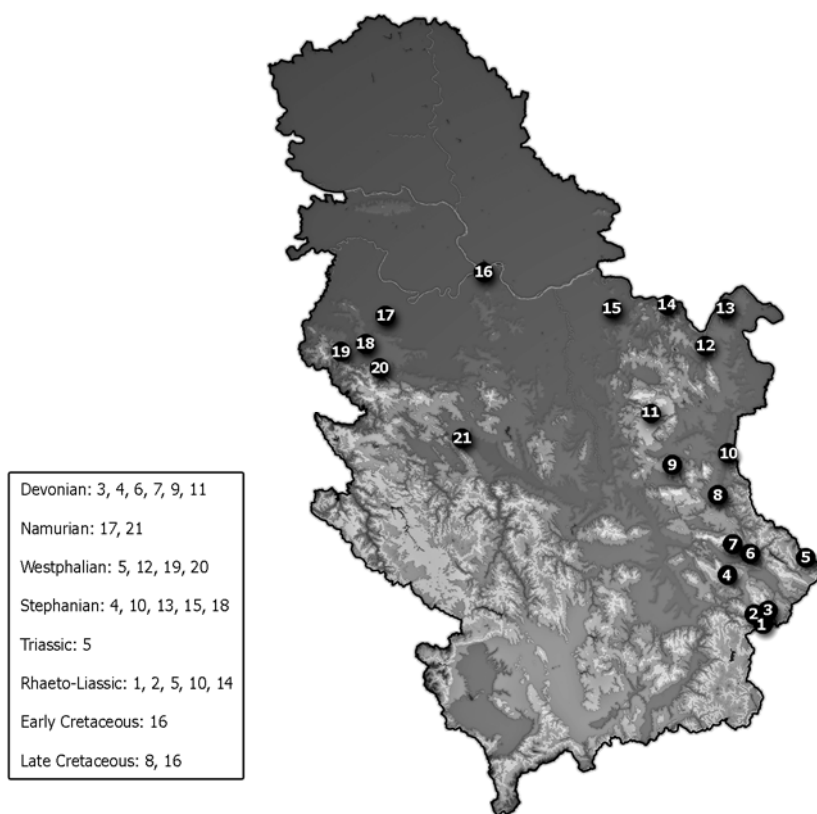 16
17
18
19
20
21
15
14
13
12
11
10
9
8
7
6
5
4
3
2
1
Devonian: 3, 4, 6, 7, 9, 11
Namurian: 17, 21
Westphalian: 5, 12, 19, 20
Stephanian: 4, 10, 13, 15, 18
Triassic: 5
Rhaeto-Liassic: 1, 2, 5, 10, 14
Early Cretaceous: 16
Late Cretaceous: 8, 16